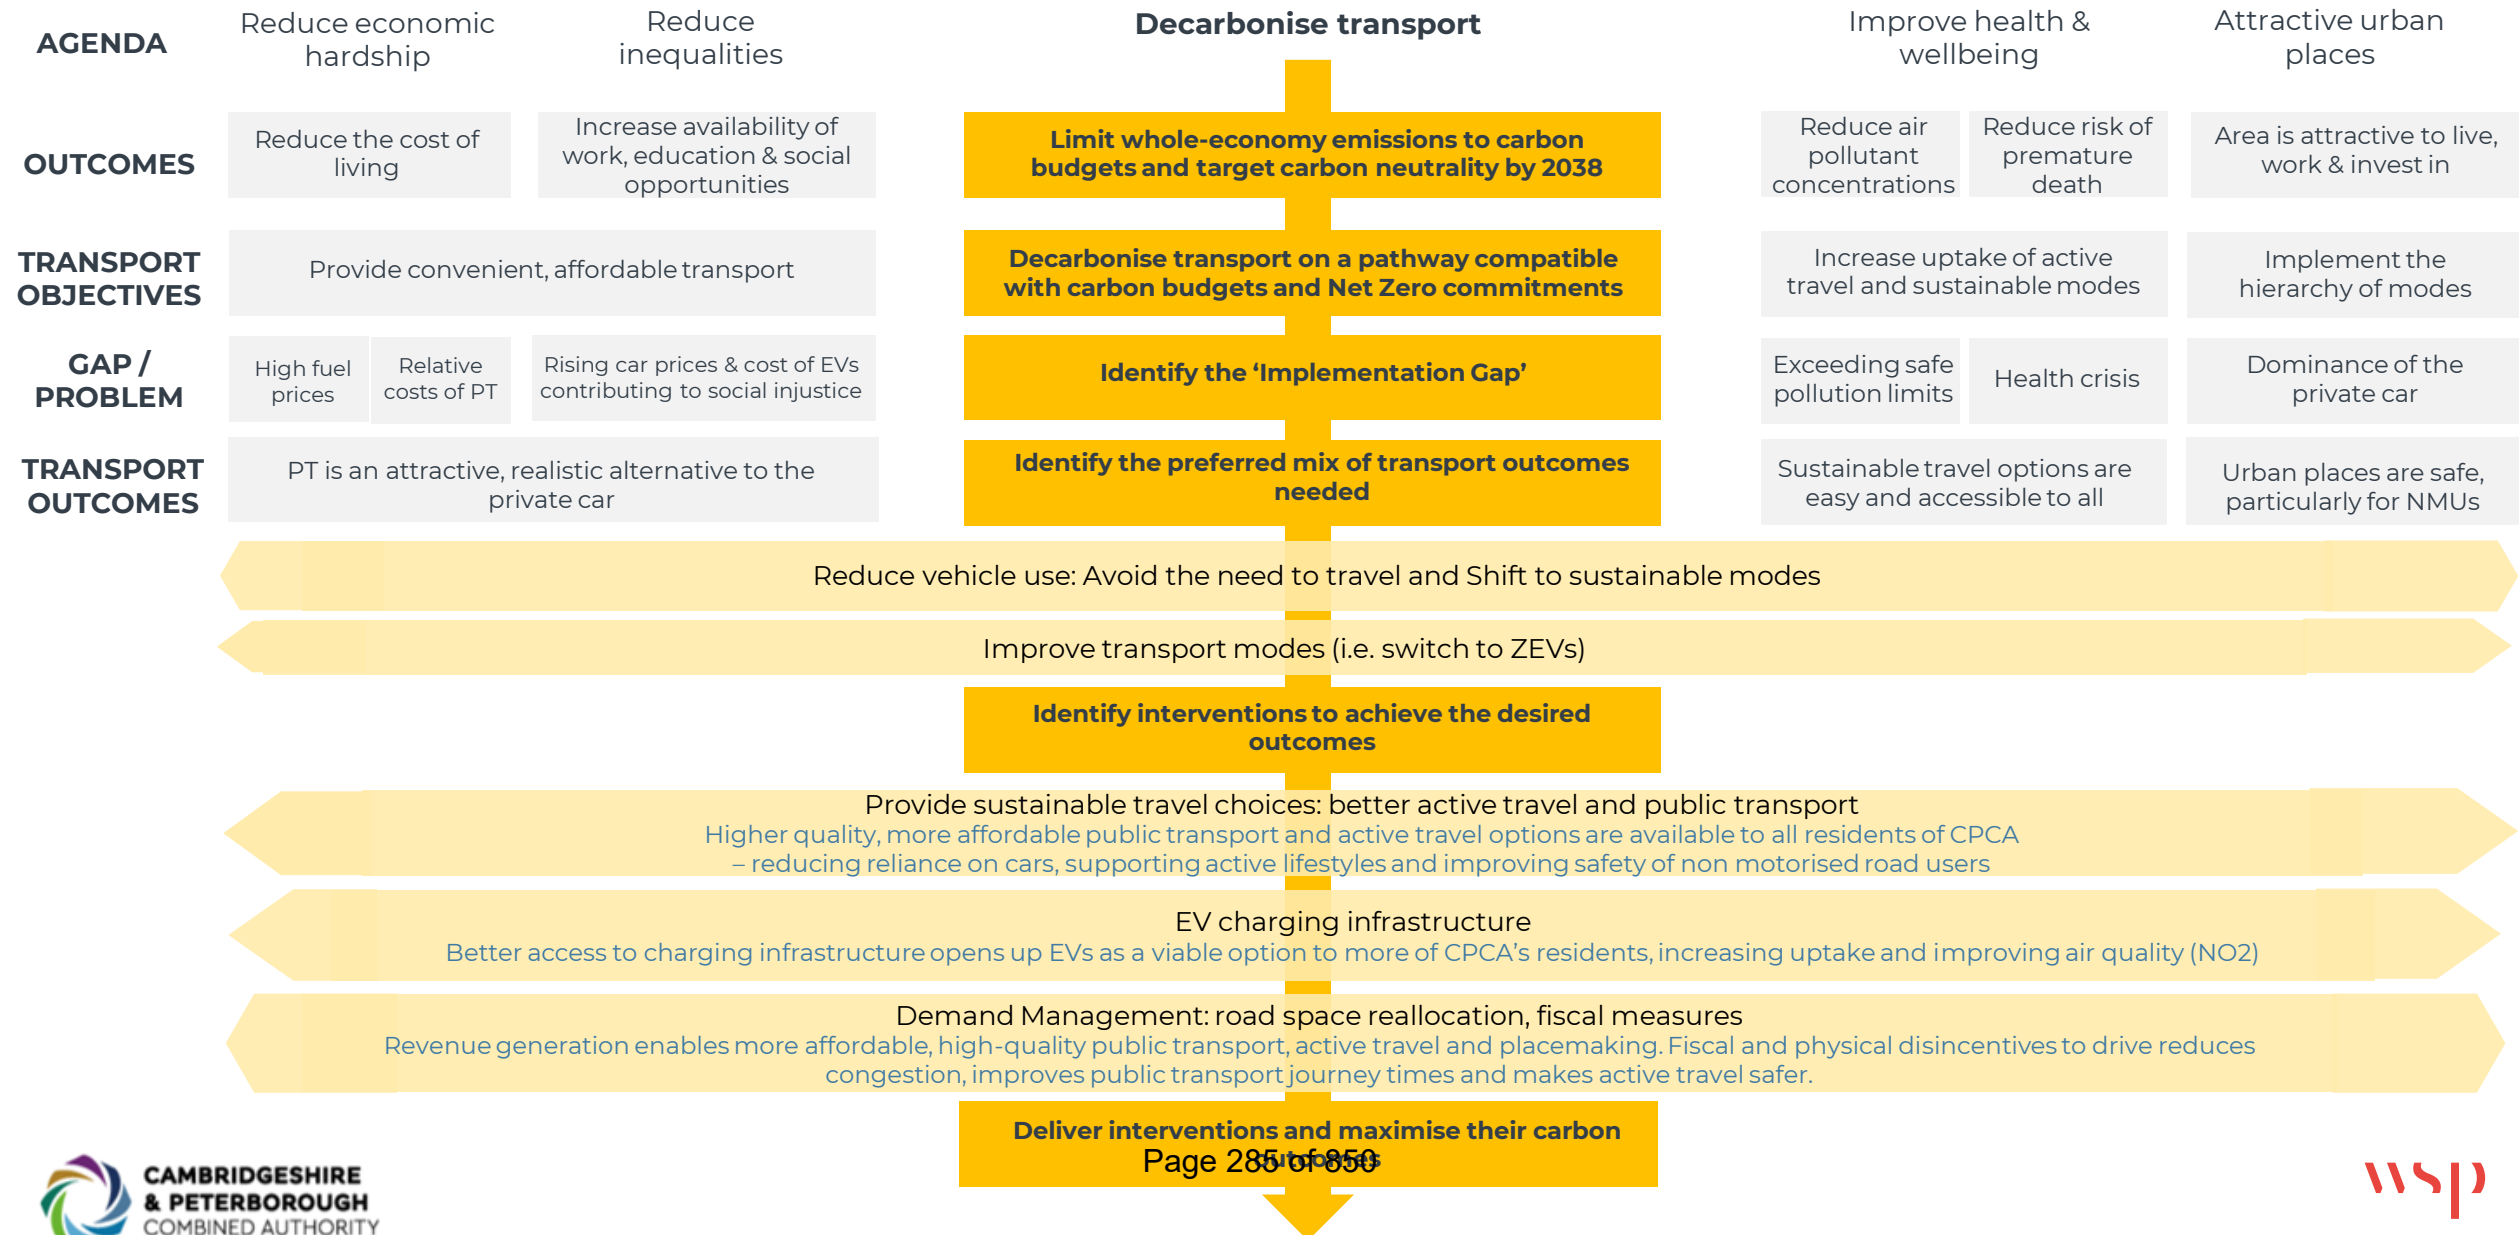 AGENDA
Reduce economic
hardship
Reduce
inequalities
Decarbonise transport
Improve health &
wellbeing
Attractive urban
places
OUTCOMES
Reduce the cost of
living
Increase availability of
work, education & social
opportunities
Limit whole-economy emissions to carbon
budgets and target carbon neutrality by 2038
Reduce air
pollutant
concentrations
Reduce risk of
premature
death
Area is attractive to live,
work & invest in
TRANSPORT
OBJECTIVES
Provide convenient, affordable transport
Decarbonise transport on a pathway compatible
with carbon budgets and Net Zero commitments
Increase uptake of active
travel and sustainable modes
Implement the
hierarchy of modes
GAP /
PROBLEM
High fuel
prices
Relative
costs of PT
Rising car prices & cost of EVs
contributing to social injustice
Identify the ‘Implementation Gap’
Exceeding safe
pollution limits
Health crisis
Dominance of the
private car
TRANSPORT
OUTCOMES
PT is an attractive, realistic alternative to the
private car
Identify the preferred mix of transport outcomes
needed
Sustainable travel options are
easy and accessible to all
Urban places are safe,
particularly for NMUs
Reduce vehicle use: Avoid the need to travel and Shift to sustainable modes
Improve transport modes (i.e. switch to ZEVs)
Identify interventions to achieve the desired
outcomes
Provide sustainable travel choices: better active travel and public transport
Higher quality, more affordable public transport and active travel options are available to all residents of CPCA
– reducing reliance on cars, supporting active lifestyles and improving safety of non motorised road users
EV charging infrastructure
Better access to charging infrastructure opens up EVs as a viable option to more of CPCA’s residents, increasing uptake and improving air quality (NO2)
Demand Management: road space reallocation, fiscal measures
Revenue generation enables more affordable, high-quality public transport, active travel and placemaking. Fiscal and physical disincentives to drive reduces
congestion, improves public transport journey times and makes active travel safer.
Deliver interventions and maximise their carbon
outcomes
Page 285 of 850
CAMBRIDGESHIRE
& PETERBOROUGH
COMBINED AUTHORITY
wsp